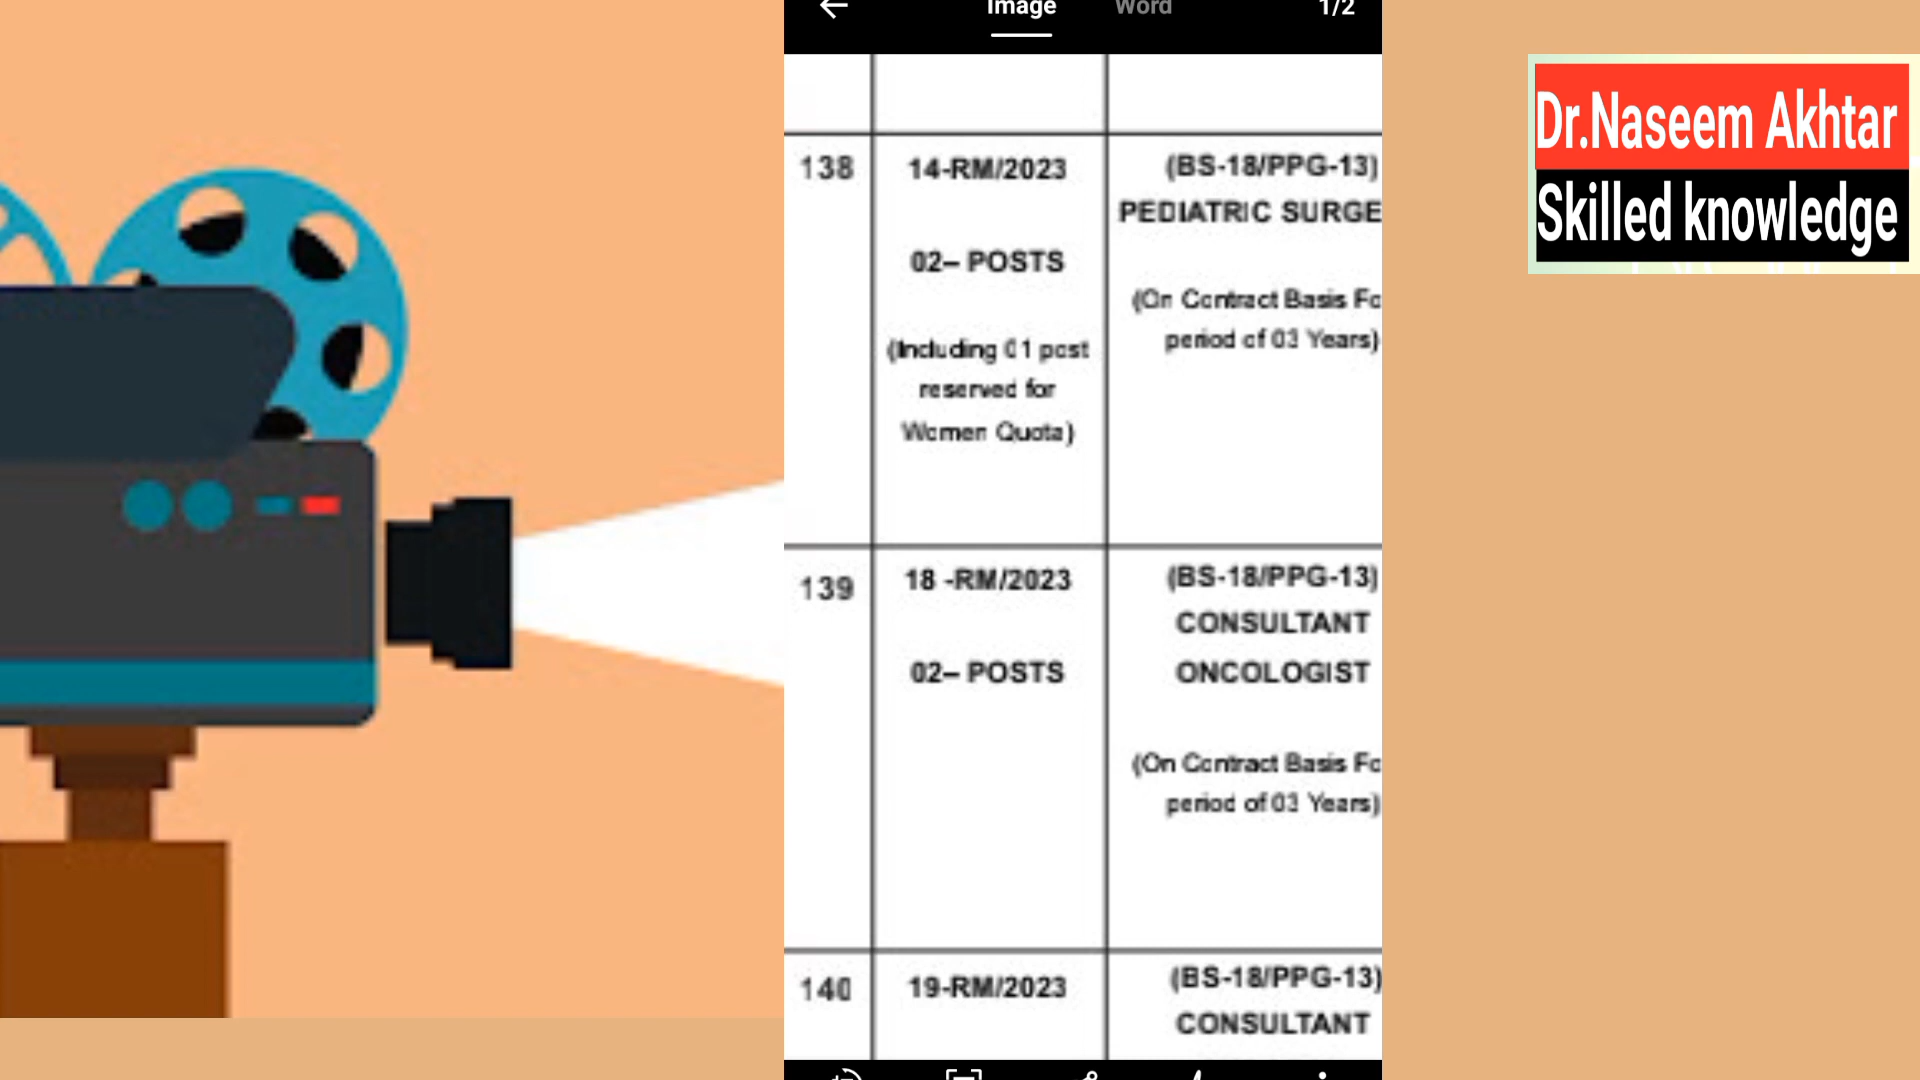 Image Word 1/2
138
14-RM/2023
02– POSTS
(Including 01 post
reserved for
Women Quota)
(BS-18/PPG-13)
PEDIATRIC SURGE
(On Contract Basis Fo
period of 03 Years)
139
18 -RM/2023
02– POSTS
(BS-18/PPG-13)
CONSULTANT
ONCOLOGIST
(On Contract Basis Fo
period of 03 Years)
140
19-RM/2023
(BS-18/PPG-13)
CONSULTANT
Dr.Naseem Akhtar
Skilled knowledge